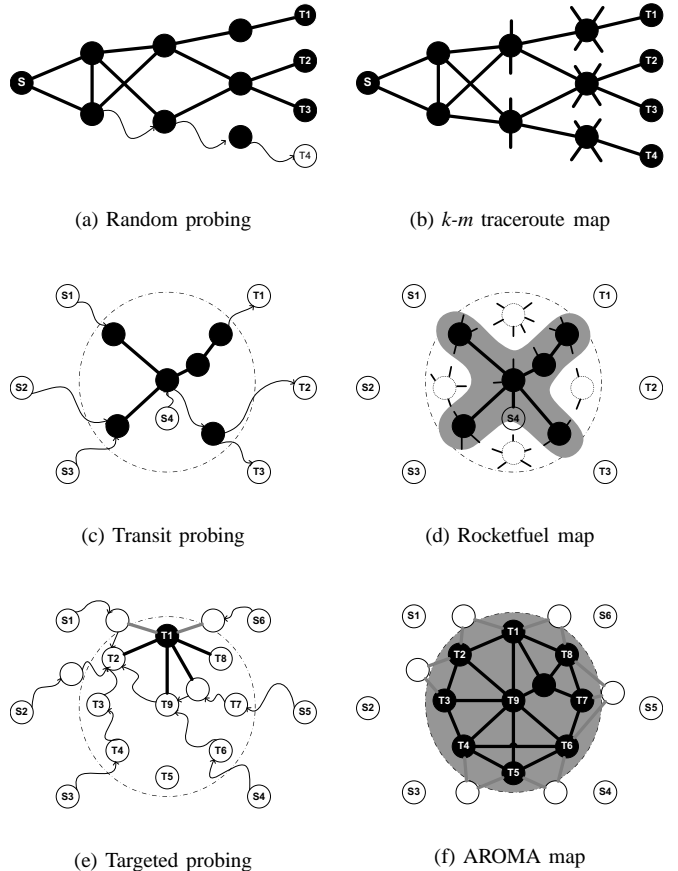 T1
T2
S
T3
T4
(a) Random probing
T1
T2
S
T3
T4
(b) k-m traceroute map
S1
T1
S2
T2
S4
S3
T3
(c) Transit probing
S1
T1
S2
T2
S4
S3
T3
(d) Rocketfuel map
S1
S6
T1
T2
T8
T3
T9
T7
S2
S5
T4
T6
T5
S3
S4
(e) Targeted probing
S1
S6
T1
T2
T8
T3
T9
T7
S2
S5
T4
T6
T5
S3
S4
(f) AROMA map